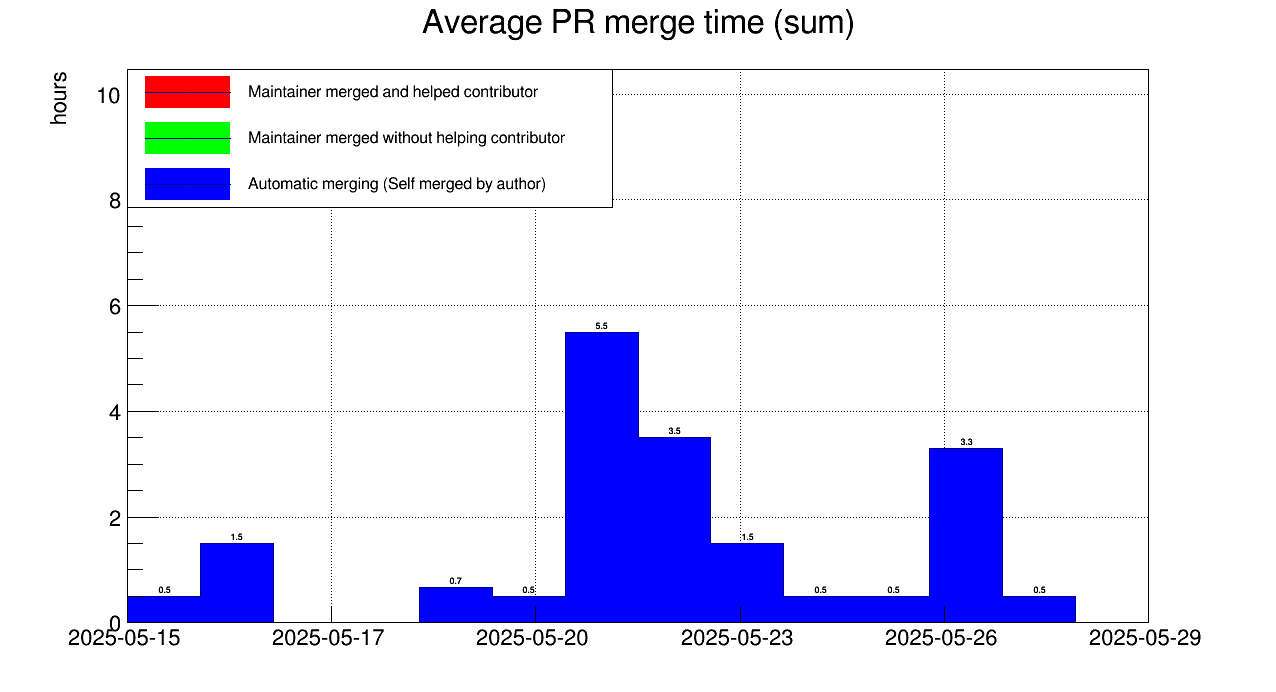 Average PR merge time (sum)
hours
Maintainer merged and helped contributor
Maintainer merged without helping contributor
Automatic merging (Self merged by author)
10
8
6
4
2
0
0.5
1.5
0.7
0.5
5.5
3.5
1.5
0.5
0.5
3.3
0.5
2025-05-15 2025-05-17 2025-05-20 2025-05-23 2025-05-26 2025-05-29